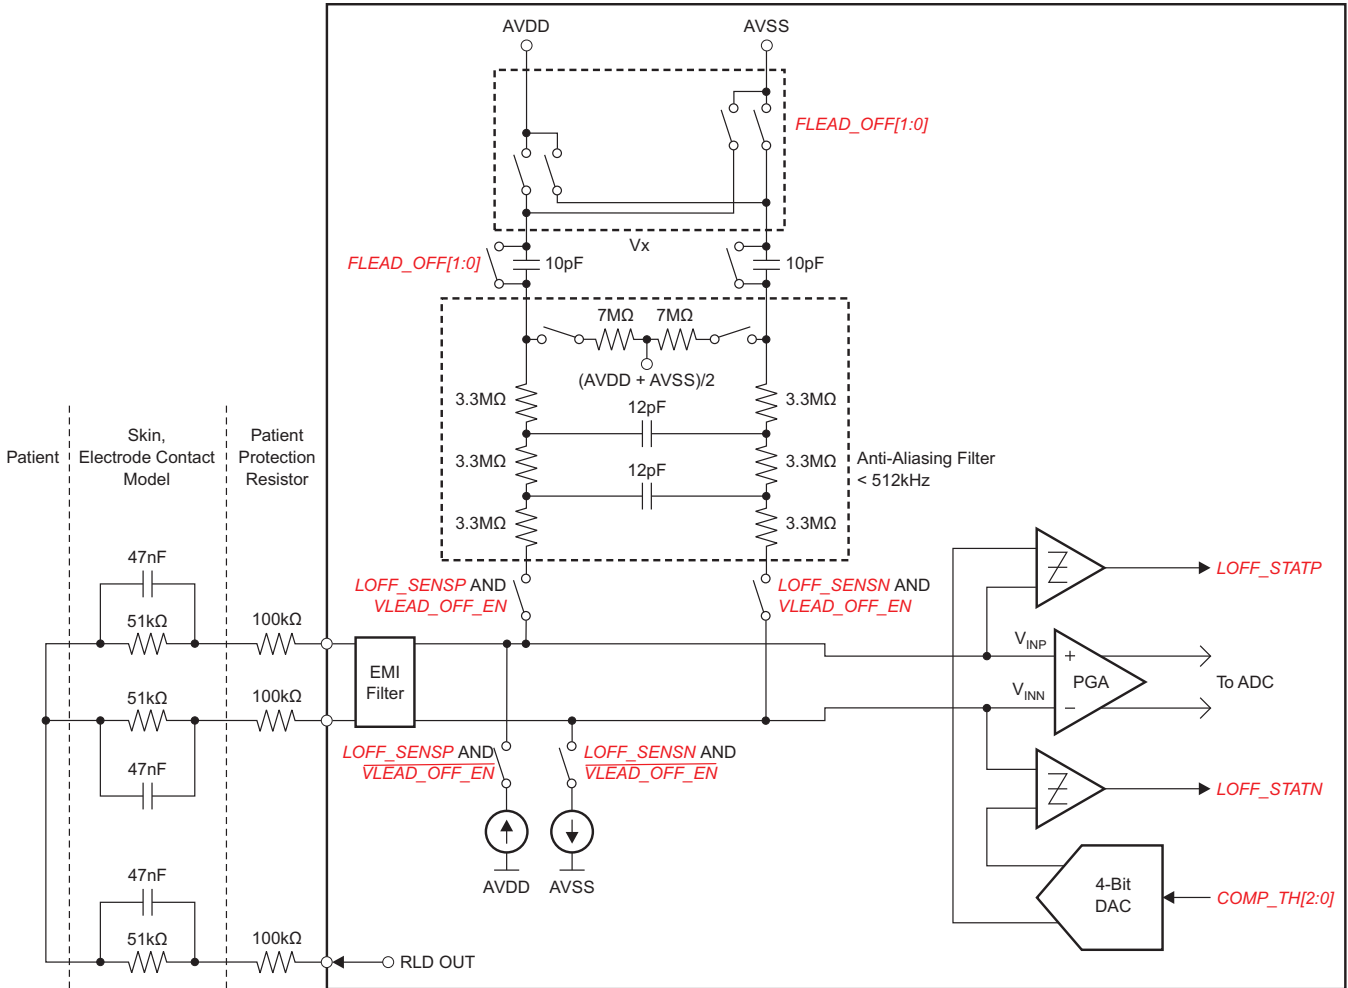 AVDD
AVSS
FLEAD_OFF[1:0]
Vx
FLEAD_OFF[1:0]
10pF
10pF
7MΩ
7MΩ
(AVDD + AVSS)/2
3.3MΩ
12pF
3.3MΩ
3.3MΩ
12pF
3.3MΩ
Anti-Aliasing Filter
< 512kHz
3.3MΩ
3.3MΩ
Patient
Skin,
Electrode Contact
Model
Patient
Protection
Resistor
47nF
51kΩ
100kΩ
51kΩ
100kΩ
47nF
47nF
51kΩ
100kΩ
EMI
Filter
LOFF_SENSP AND
VLEAD_OFF_EN
LOFF_SENSN AND
VLEAD_OFF_EN
LOFF_SENSP AND
VLEAD_OFF_EN
LOFF_SENSN AND
VLEAD_OFF_EN
AVDD
AVSS
RLD OUT
LOFF_STATP
VINP
+
PGA
To ADC
VINN
−
LOFF_STATN
4-Bit
DAC
COMP_TH[2:0]